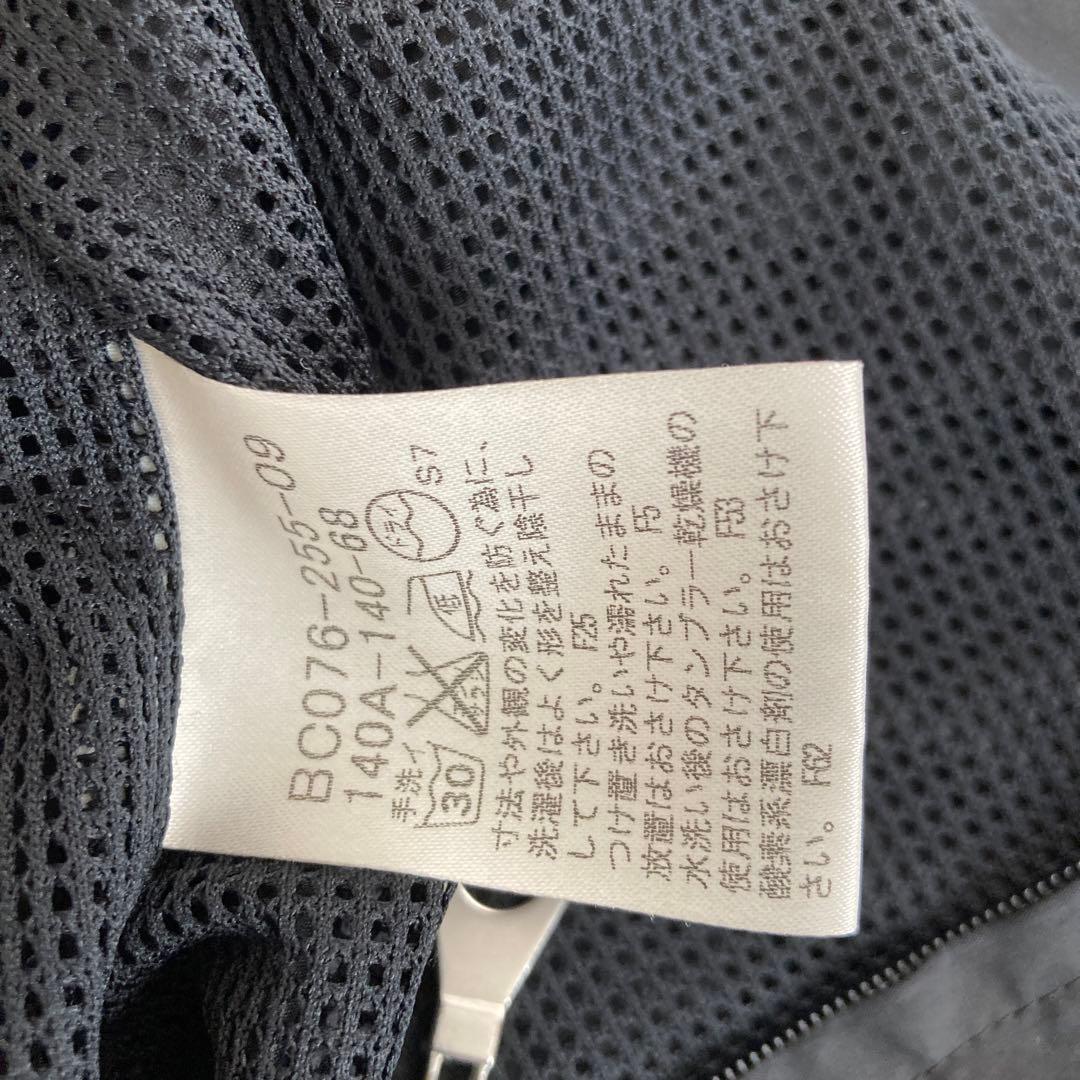 BC076-255-09
140A-140-68
手洗イ
30
低
ドライ
S7
寸法や外観の変化を防ぐ為に、
洗濯後はよく形を整え陰干し
して下さい。 F25
つけ置き洗いや濡れたままの
放置はおさけ下さい。 F5
水洗い後のタンブラー乾燥機の
使用はおさけ下さい。 F53
酸素系漂白剤の使用はおさけ下
さい。 F62